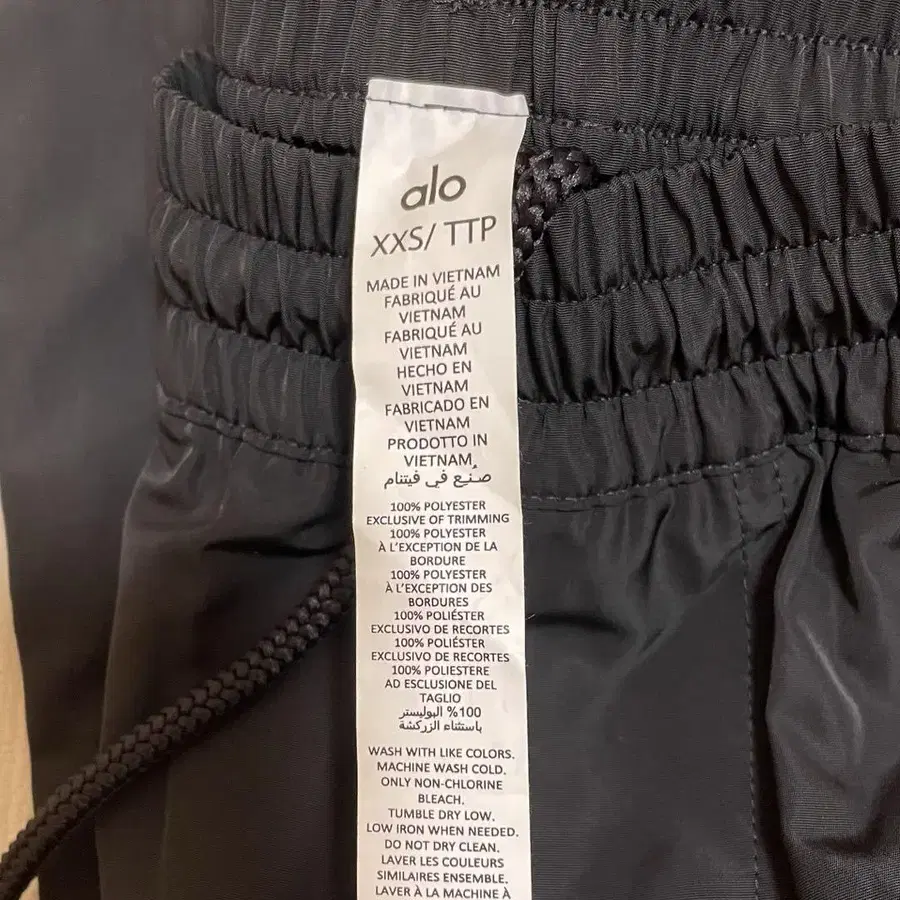 alo
XXS/ TTP
MADE IN VIETNAM
FABRIQUÉ AU
VIETNAM
FABRIQUÉ AU
VIETNAM
HECHO EN
VIETNAM
FABRICADO EN
VIETNAM
PRODOTTO IN
VIETNAM
صُنِع في فيتنام
100% POLYESTER
EXCLUSIVE OF TRIMMING
100% POLYESTER
À L'EXCEPTION DE LA
BORDURE
100% POLYESTER
À L'EXCEPTION DES
BORDURES
100% POLIÉSTER
EXCLUSIVO DE RECORTES
100% POLIÉSTER
EXCLUSIVO DE RECORTES
100% POLIESTERE
AD ESCLUSIONE DEL
TAGLIO
100% البوليستر
باستثناء الزركشة
WASH WITH LIKE COLORS.
MACHINE WASH COLD.
ONLY NON-CHLORINE
BLEACH.
TUMBLE DRY LOW.
LOW IRON WHEN NEEDED.
DO NOT DRY CLEAN.
LAVER LES COULEURS
SIMILAIRES ENSEMBLE.
LAVER À LA MACHINE À